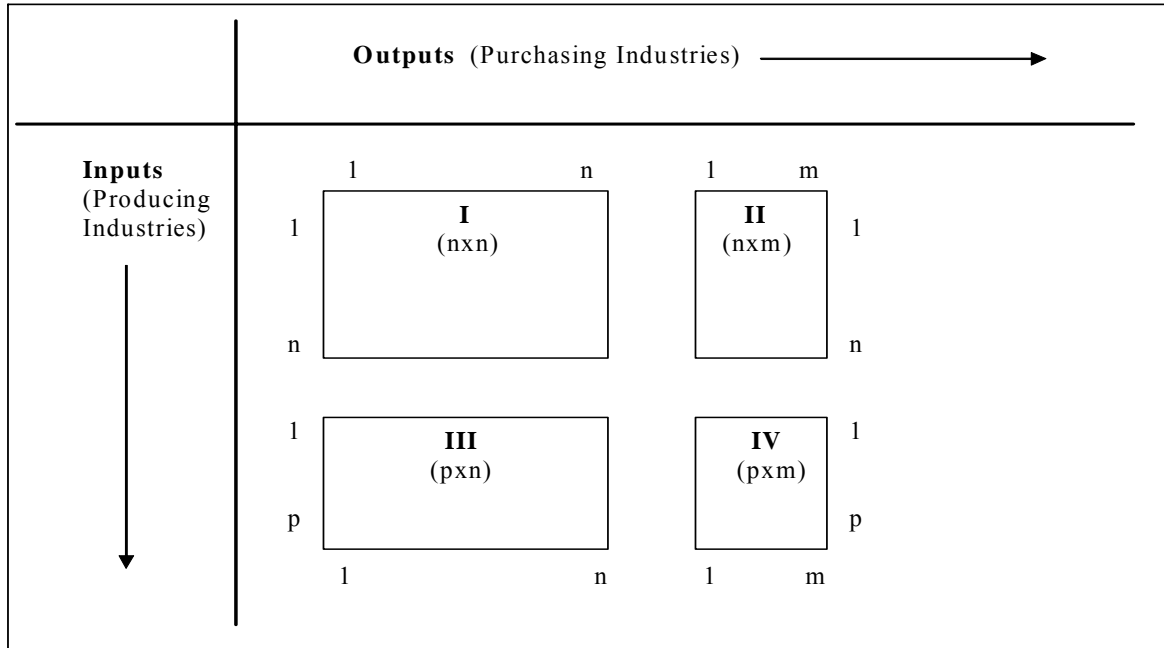 Outputs (Purchasing Industries)
Inputs
(Producing
Industries)
1 n 1 m
I II
(nxn) (nxm)
1 1
n n
1 1
III IV
(pxn) (pxm)
p p
1 n 1 m